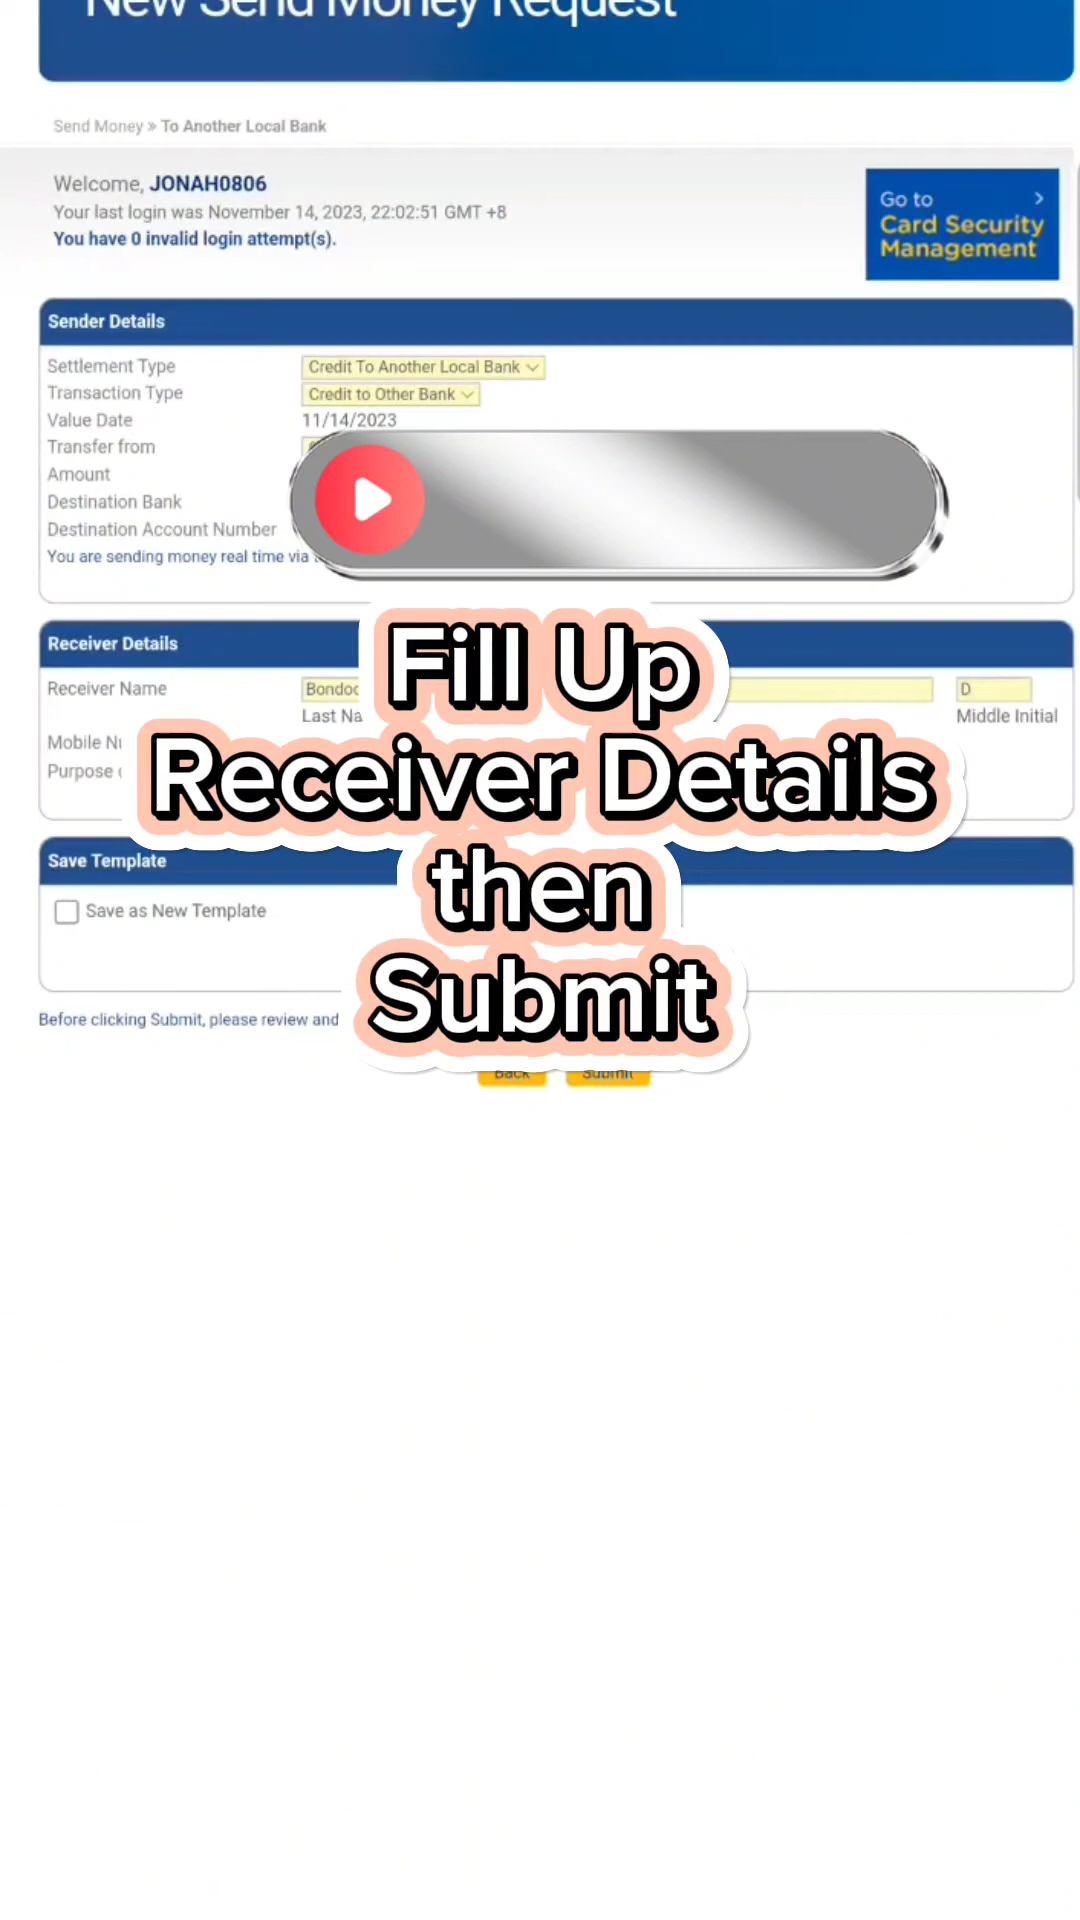 New Send Money Request
Send Money » To Another Local Bank
Welcome, JONAH0806
Your last login was November 14, 2023, 22:02:51 GMT +8
You have 0 invalid login attempt(s).
Go to >
Card Security
Management
Sender Details
Settlement Type Credit To Another Local Bank
Transaction Type Credit to Other Bank
Value Date 11/14/2023
Transfer from
Amount
Destination Bank
Destination Account Number
You are sending money real time via
Receiver Details
Receiver Name Bondoc D
Middle Initial
Fill Up
Receiver Details
then
Submit
Save Template
Save as New Template
Before clicking Submit, please review and
Back Submit